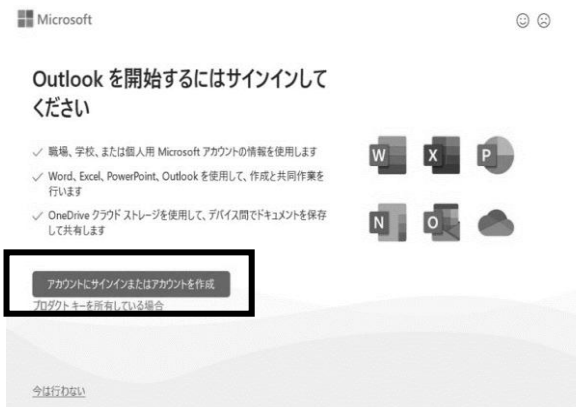 Microsoft
Outlook を開始するにはサインインして
ください
職場、学校、または個人用 Microsoft アカウントの情報を使用します
Word、Excel、PowerPoint、Outlook を使用して、作成と共同作業を
行います
OneDrive クラウド ストレージを使用して、デバイス間でドキュメントを保存
して共有します
W X P
N O
アカウントにサインインまたはアカウントを作成
プロダクト キーを所有している場合
今は行わない